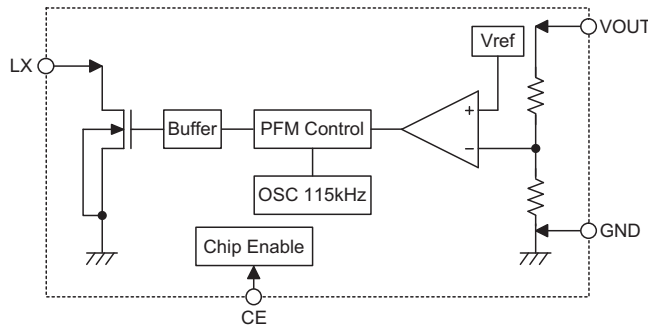 VOUT
LX
Vref
+
Buffer
PFM Control
−
OSC 115kHz
GND
Chip Enable
CE